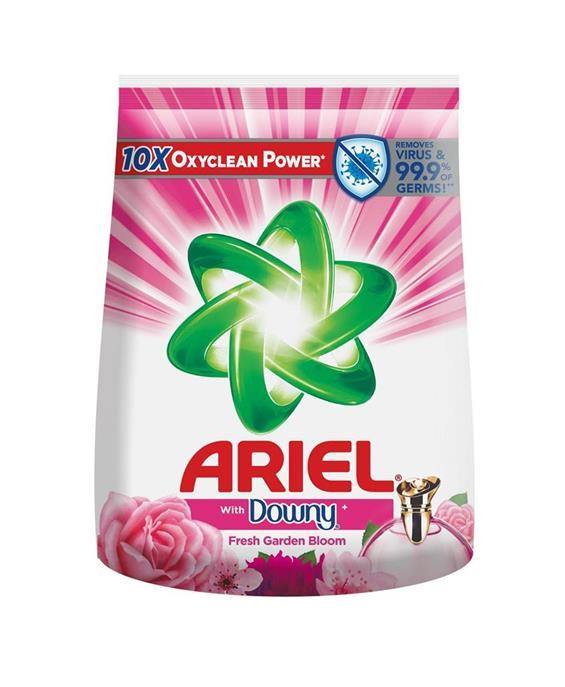 10X OXYCLEAN POWER*
REMOVES
VIRUS &
99.9% OF
GERMS!**
ARIEL®
With Downy®+
Fresh Garden Bloom